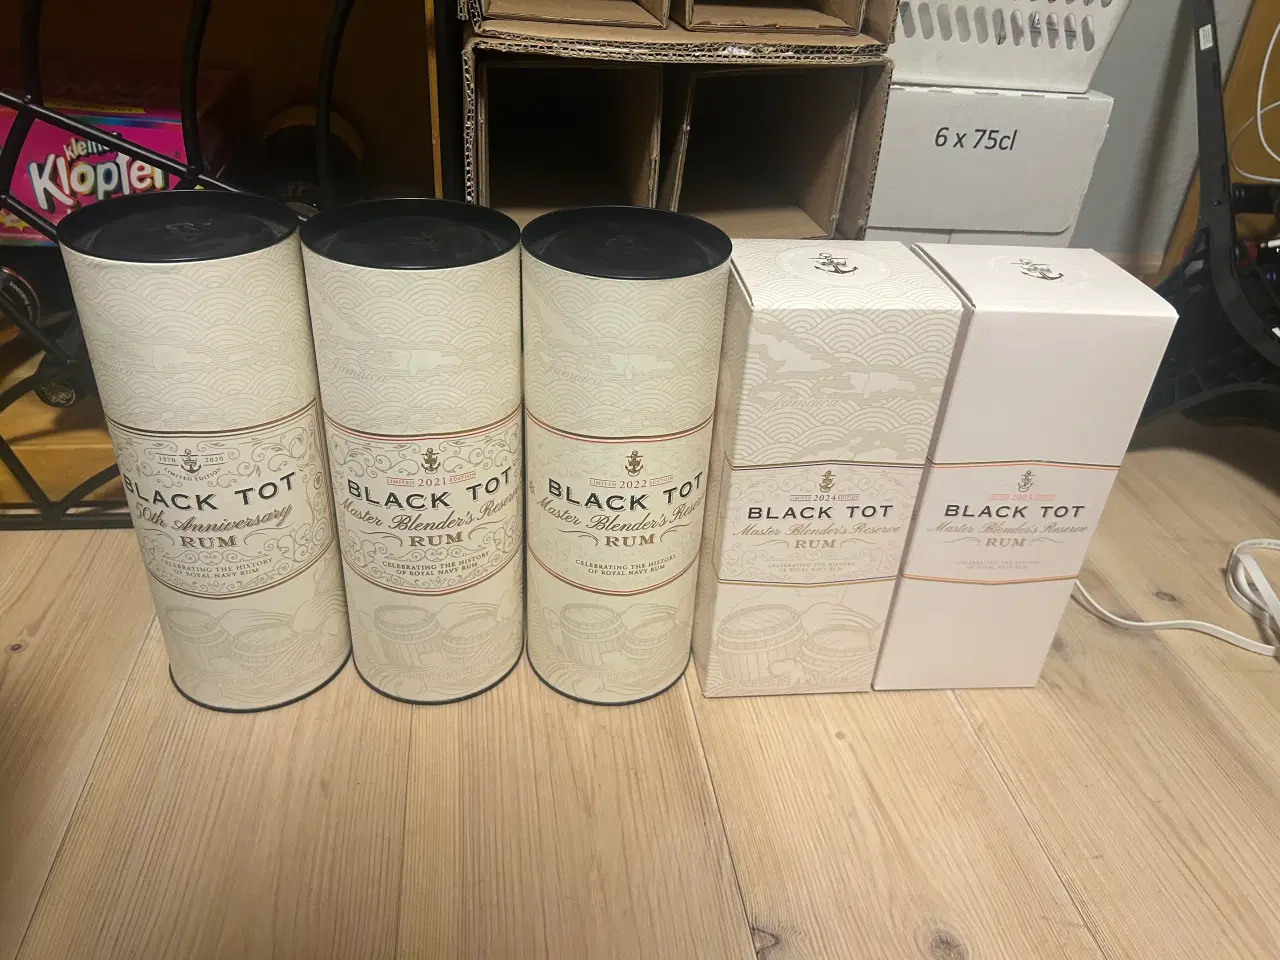 kleiner
Klopfer
6 x 75cl
1970 2020
LIMITED EDITION
BLACK TOT
50th Anniversary
RUM
CELEBRATING THE HISTORY
OF ROYAL NAVY RUM
Jamaica
LIMITED 2021 EDITION
BLACK TOT
Master Blender's Reserve
RUM
CELEBRATING THE HISTORY
OF ROYAL NAVY RUM
Jamaica
LIMITED 2022 EDITION
BLACK TOT
Master Blender's Reserve
RUM
CELEBRATING THE HISTORY
OF ROYAL NAVY RUM
Jamaica
LIMITED 2024 EDITION
BLACK TOT
Master Blender's Reserve
RUM
CELEBRATING THE HISTORY
OF ROYAL NAVY RUM
BLACK TOT
Master Blender's Reserve
RUM
CELEBRATING THE HISTORY
OF ROYAL NAVY RUM